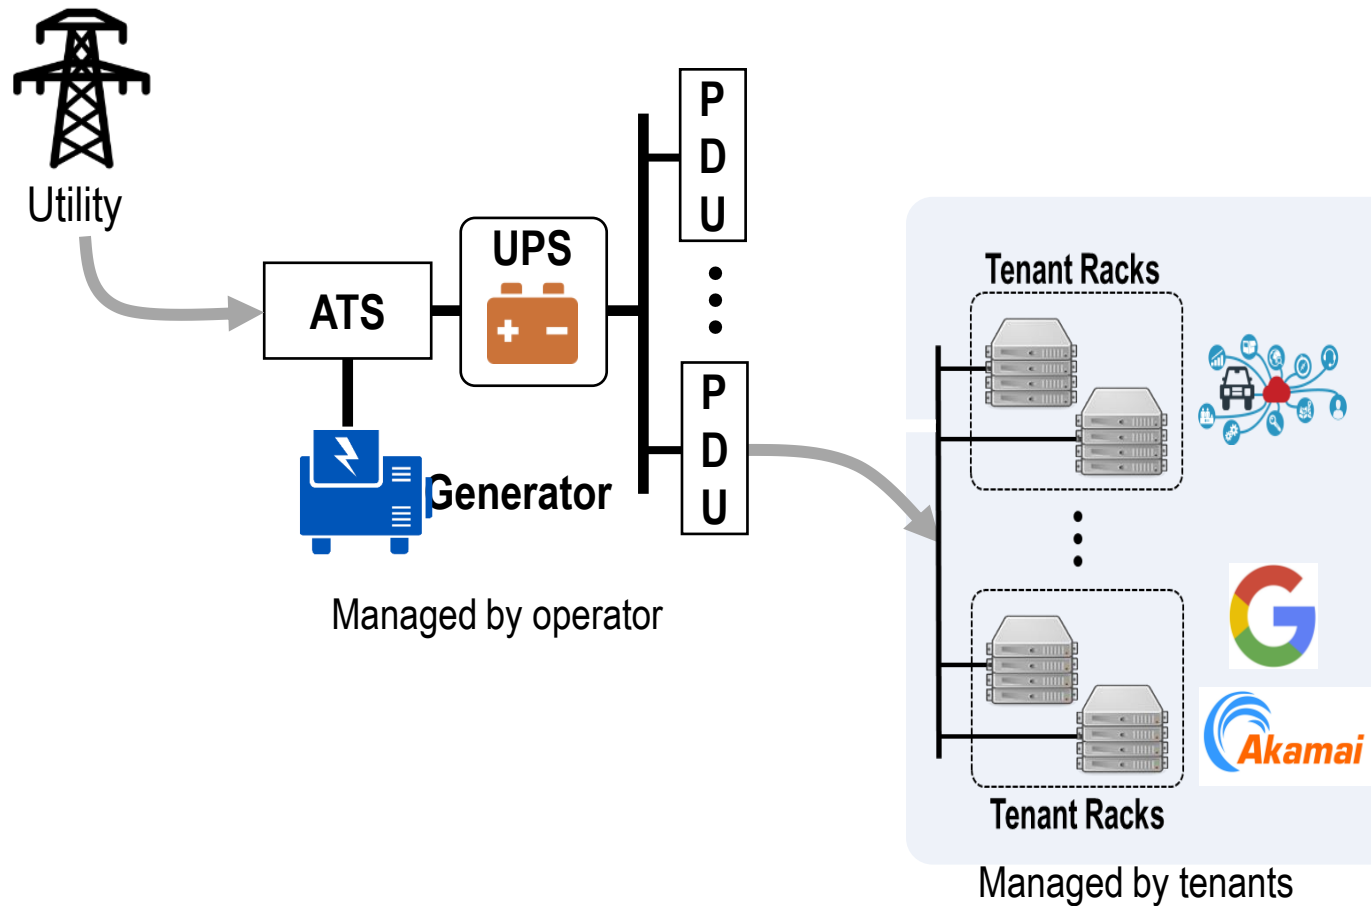 Utility
ATS
UPS
Generator
Managed by operator
P
D
U
P
D
U
Tenant Racks
Akamai
Tenant Racks
Managed by tenants